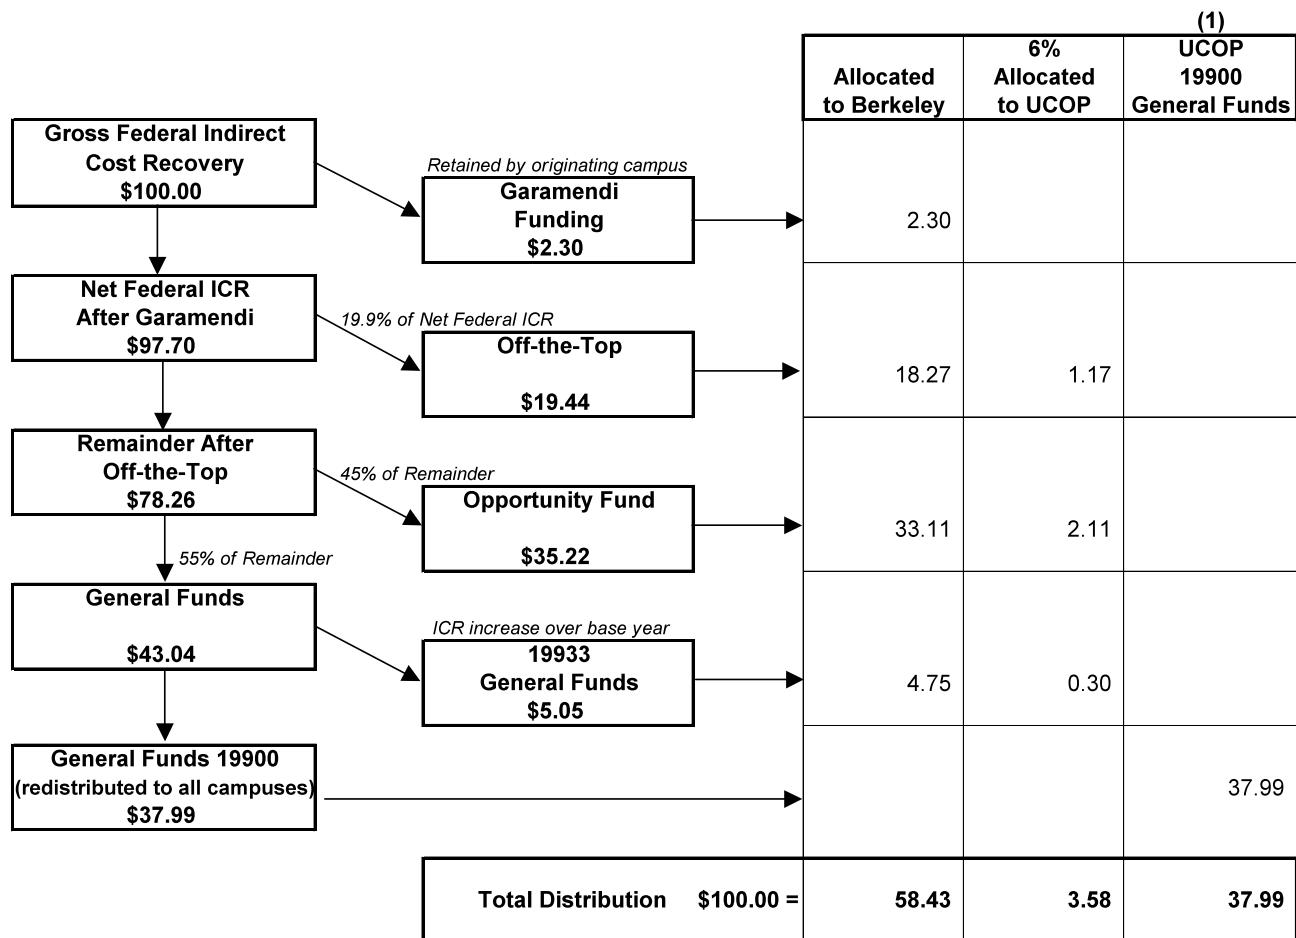 (1)
Allocated
to Berkeley
6%
Allocated
to UCOP
UCOP
19900
General Funds
Gross Federal Indirect
Cost Recovery
$100.00
Retained by originating campus
Garamendi
Funding
$2.30
2.30
Net Federal ICR
After Garamendi
$97.70
19.9% of Net Federal ICR
Off-the-Top
$19.44
18.27
1.17
Remainder After
Off-the-Top
$78.26
45% of Remainder
Opportunity Fund
$35.22
33.11
2.11
55% of Remainder
General Funds
$43.04
ICR increase over base year
19933
General Funds
$5.05
4.75
0.30
General Funds 19900
(redistributed to all campuses)
$37.99
37.99
Total Distribution $100.00 =
58.43
3.58
37.99